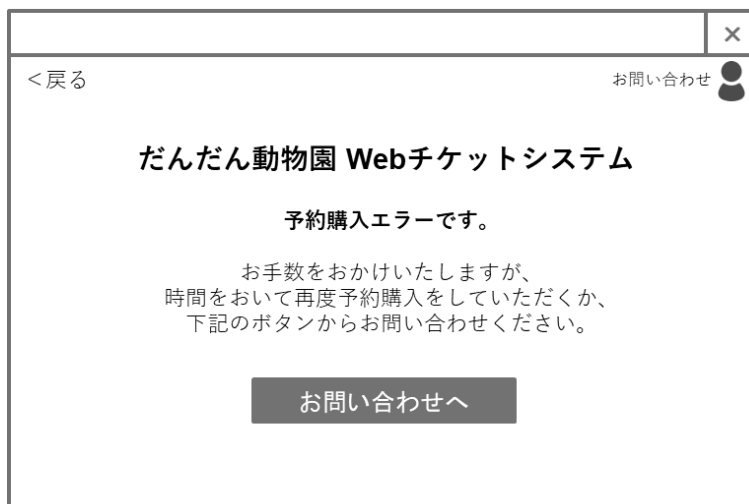 <戻る
お問い合わせ
だんだん動物園 Webチケットシステム
予約購入エラーです。
お手数をおかけいたしますが、
時間をおいて再度予約購入をしていただくか、
下記のボタンからお問い合わせください。
お問い合わせへ